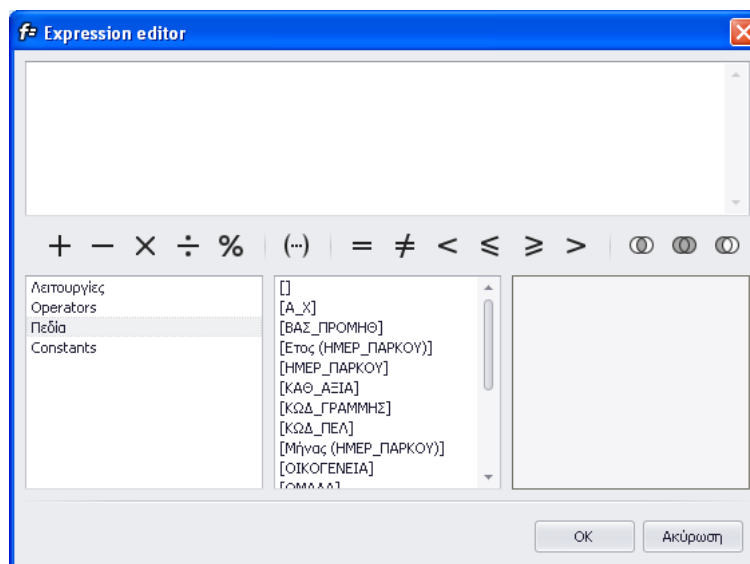 f= Expression editor
+ − × ÷ % (···) = ≠ < ⩽ ⩾ >
Λειτουργίες
Operators
Πεδία
Constants
[]
[Α_Χ]
[ΒΑΣ_ΠΡΟΜΗΘ]
[Ετος (ΗΜΕΡ_ΠΑΡΚΟΥ)]
[ΗΜΕΡ_ΠΑΡΚΟΥ]
[ΚΑΘ_ΑΞΙΑ]
[ΚΩΔ_ΓΡΑΜΜΗΣ]
[ΚΩΔ_ΠΕΛ]
[Μήνας (ΗΜΕΡ_ΠΑΡΚΟΥ)]
[ΟΙΚΟΓΕΝΕΙΑ]
[ΟΜΑΔΑ]
OK
Ακύρωση